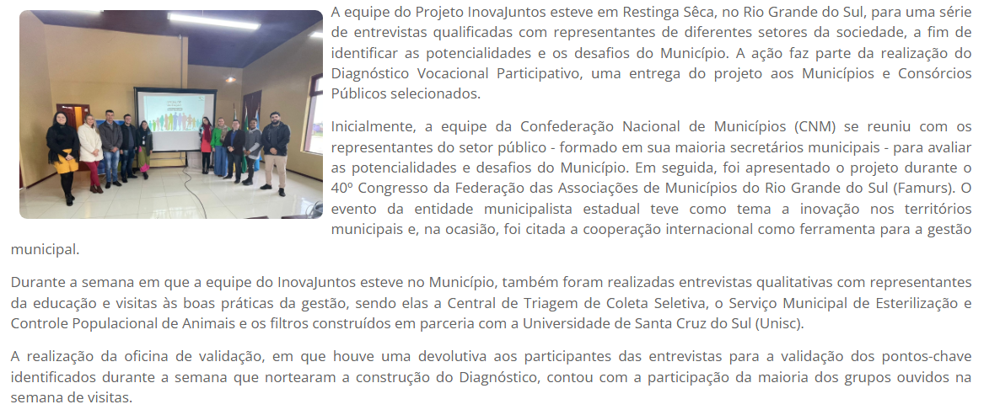 A equipe do Projeto InovaJuntos esteve em Restinga Sêca, no Rio Grande do Sul, para uma série
de entrevistas qualificadas com representantes de diferentes setores da sociedade, a fim de
identificar as potencialidades e os desafios do Município. A ação faz parte da realização do
Diagnóstico Vocacional Participativo, uma entrega do projeto aos Municípios e Consórcios
Públicos selecionados.
Inicialmente, a equipe da Confederação Nacional de Municípios (CNM) se reuniu com os
representantes do setor público - formado em sua maioria secretários municipais - para avaliar
as potencialidades e desafios do Município. Em seguida, foi apresentado o projeto durante o
40º Congresso da Federação das Associações de Municípios do Rio Grande do Sul (Famurs). O
evento da entidade municipalista estadual teve como tema a inovação nos territórios
municipais e, na ocasião, foi citada a cooperação internacional como ferramenta para a gestão
municipal.
Durante a semana em que a equipe do InovaJuntos esteve no Município, também foram realizadas entrevistas qualitativas com representantes
da educação e visitas às boas práticas da gestão, sendo elas a Central de Triagem de Coleta Seletiva, o Serviço Municipal de Esterilização e
Controle Populacional de Animais e os filtros construídos em parceria com a Universidade de Santa Cruz do Sul (Unisc).
A realização da oficina de validação, em que houve uma devolutiva aos participantes das entrevistas para a validação dos pontos-chave
identificados durante a semana que nortearam a construção do Diagnóstico, contou com a participação da maioria dos grupos ouvidos na
semana de visitas.